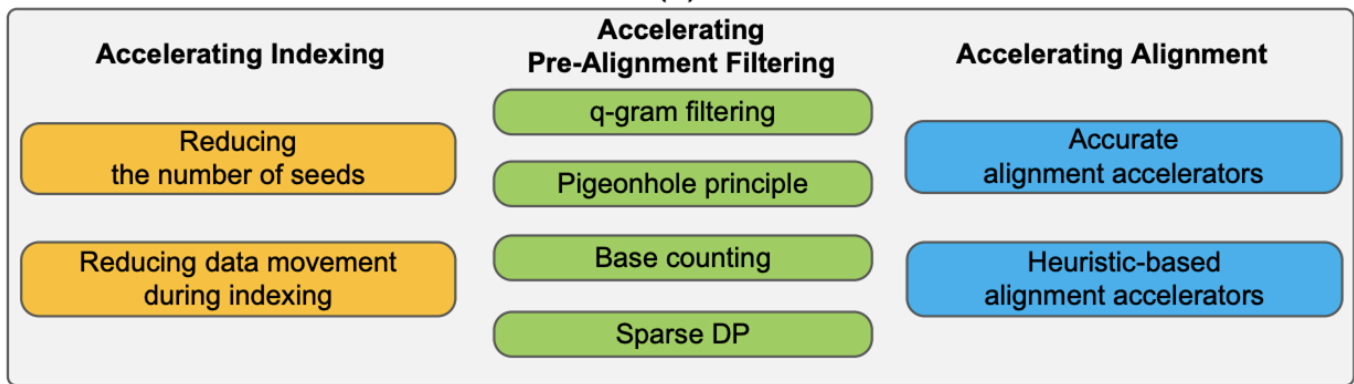 Accelerating Indexing
Reducing
the number of seeds
Reducing data movement
during indexing
Accelerating
Pre-Alignment Filtering
q-gram filtering
Pigeonhole principle
Base counting
Sparse DP
Accelerating Alignment
Accurate
alignment accelerators
Heuristic-based
alignment accelerators